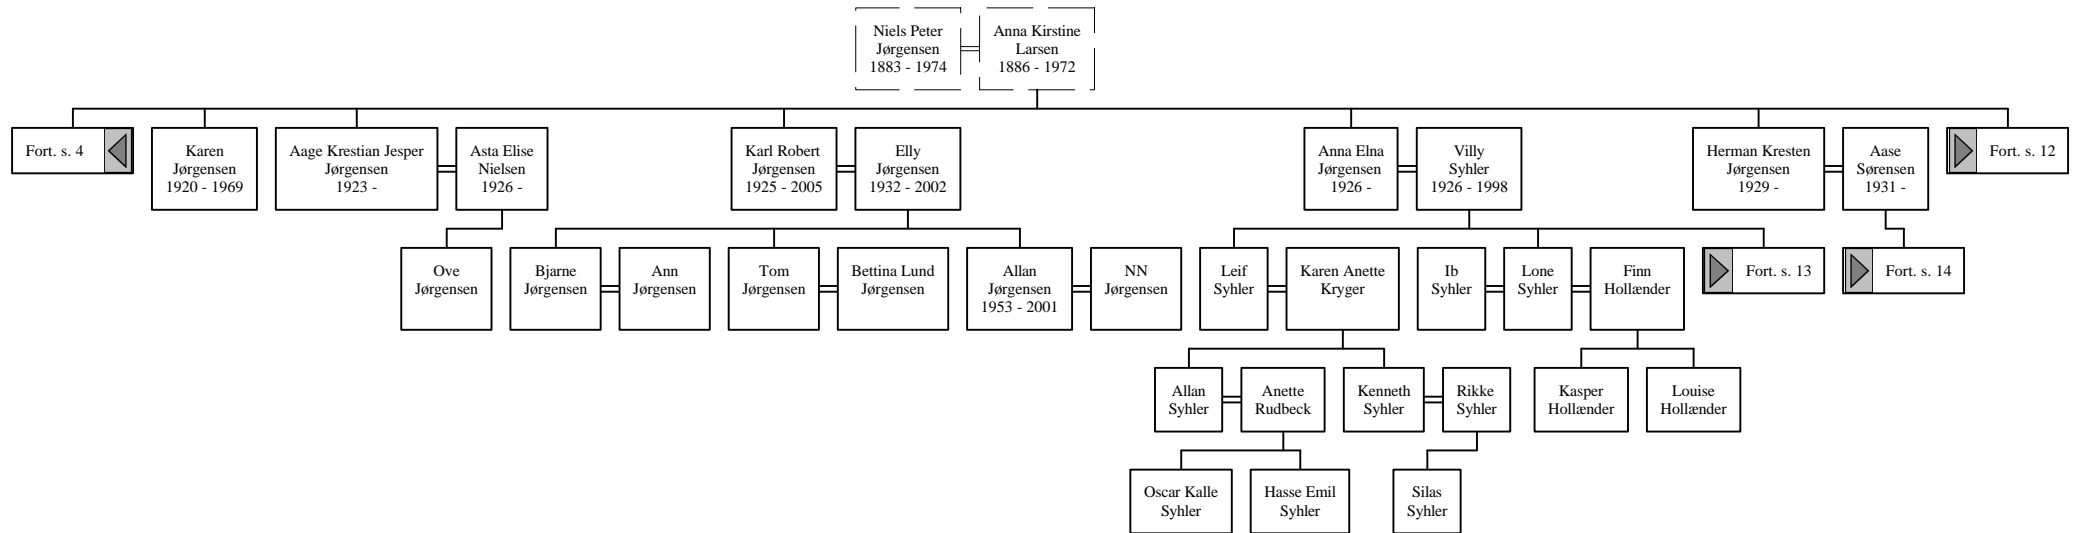 Niels Peter
Jørgensen
1883 - 1974
Anna Kirstine
Larsen
1886 - 1972
Fort. s. 4
Karen
Jørgensen
1920 - 1969
Aage Krestian Jesper
Jørgensen
1923 -
Asta Elise
Nielsen
1926 -
Karl Robert
Jørgensen
1925 - 2005
Elly
Jørgensen
1932 - 2002
Anna Elna
Jørgensen
1926 -
Villy
Syhler
1926 - 1998
Herman Kresten
Jørgensen
1929 -
Aase
Sørensen
1931 -
Fort. s. 12
Ove
Jørgensen
Bjarne
Jørgensen
Ann
Jørgensen
Tom
Jørgensen
Bettina Lund
Jørgensen
Allan
Jørgensen
1953 - 2001
NN
Jørgensen
Leif
Syhler
Karen Anette
Kryger
Ib
Syhler
Lone
Syhler
Finn
Hollænder
Fort. s. 13
Fort. s. 14
Allan
Syhler
Anette
Rudbeck
Kenneth
Syhler
Rikke
Syhler
Kasper
Hollænder
Louise
Hollænder
Oscar Kalle
Syhler
Hasse Emil
Syhler
Silas
Syhler